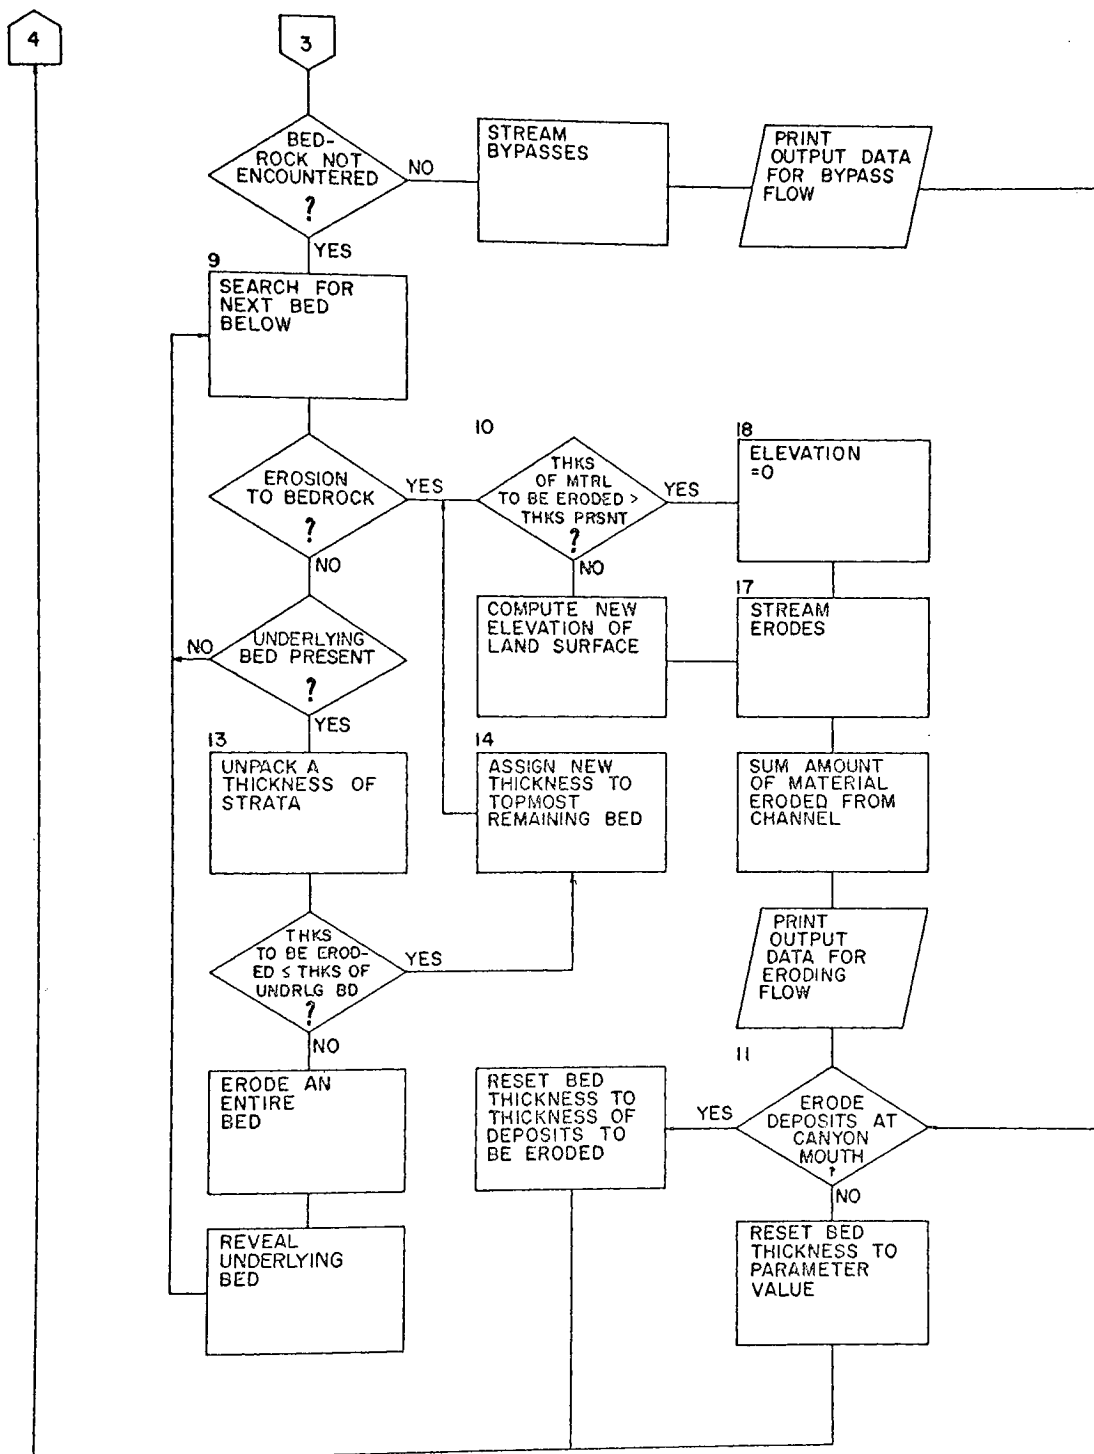 4
3
BED-
ROCK NOT
ENCOUNTERED
?
NO
YES
STREAM
BYPASSES
PRINT
OUTPUT DATA
FOR BYPASS
FLOW
9
SEARCH FOR
NEXT BED
BELOW
EROSION
TO BEDROCK
?
YES
NO
10
THKS
OF MTRL
TO BE ERODED >
THKS PRSNT
?
YES
NO
18
ELEVATION
=0
UNDERLYING
BED PRESENT
?
NO
YES
COMPUTE NEW
ELEVATION OF
LAND SURFACE
17
STREAM
ERODES
13
UNPACK A
THICKNESS OF
STRATA
14
ASSIGN NEW
THICKNESS TO
TOPMOST
REMAINING BED
SUM AMOUNT
OF MATERIAL
ERODED FROM
CHANNEL
THKS
TO BE EROD-
ED ≤ THKS OF
UNDRLG BD
?
YES
NO
PRINT
OUTPUT
DATA FOR
ERODING
FLOW
ERODE AN
ENTIRE
BED
RESET BED
THICKNESS TO
THICKNESS OF
DEPOSITS TO
BE ERODED
11
ERODE
DEPOSITS AT
CANYON
MOUTH
?
YES
NO
REVEAL
UNDERLYING
BED
RESET BED
THICKNESS TO
PARAMETER
VALUE